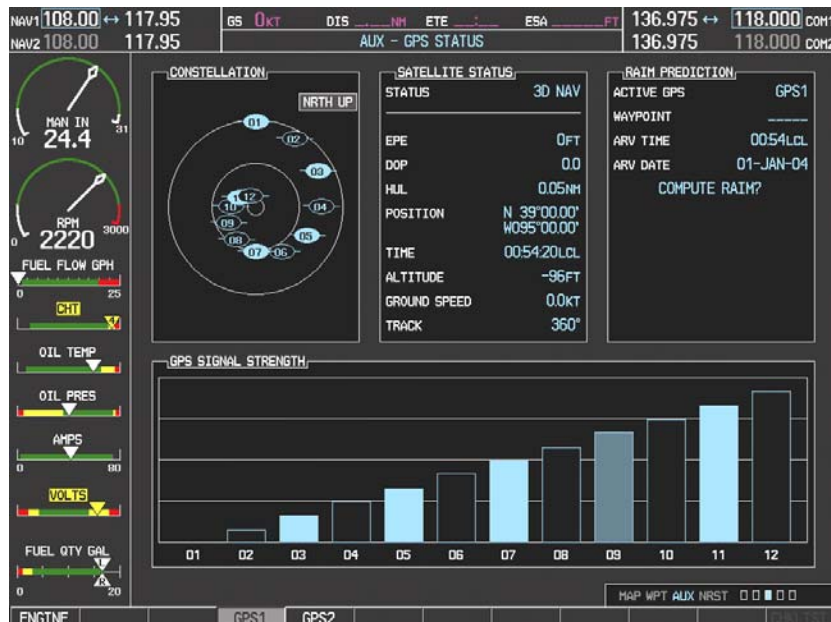 NAV1 108.00 ↔ 117.95
NAV2 108.00 117.95
GS 0KT DIS __._NM ETE __:__ ESA _____FT
AUX - GPS STATUS
136.975 ↔ 118.000 COM1
136.975 118.000 COM2
MAN IN
24.4
10 31
RPM
2220
0 3000
FUEL FLOW GPH
0 25
CHT
4
OIL TEMP
OIL PRES
AMPS
0 80
VOLTS
FUEL QTY GAL
L
R
0 20
CONSTELLATION
NRTH UP
01
02
03
12
10
04
09
08
05
07 06
SATELLITE STATUS
STATUS 3D NAV
EPE 0FT
DOP 0.0
HUL 0.05NM
POSITION N 39°00.00'
W095°00.00'
TIME 00:54:20LCL
ALTITUDE -96FT
GROUND SPEED 0.0KT
TRACK 360°
RAIM PREDICTION
ACTIVE GPS GPS1
WAYPOINT _____
ARV TIME 00:54LCL
ARV DATE 01-JAN-04
COMPUTE RAIM?
GPS SIGNAL STRENGTH
01 02 03 04 05 06 07 08 09 10 11 12
MAP WPT AUX NRST
ENGINE GPS1 GPS2